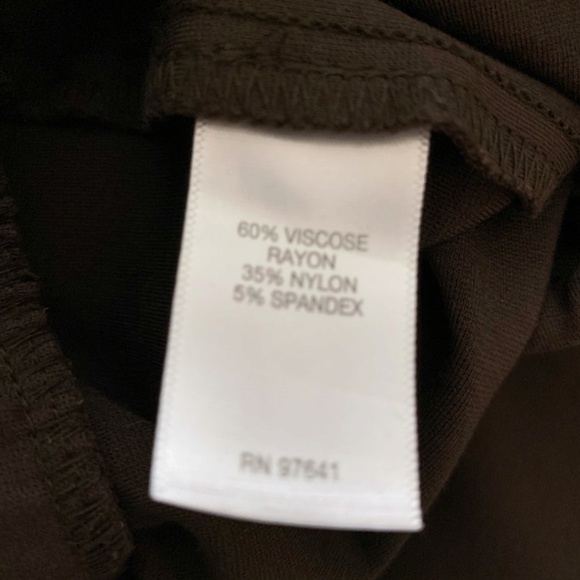 60% VISCOSE
RAYON
35% NYLON
5% SPANDEX
RN 97641